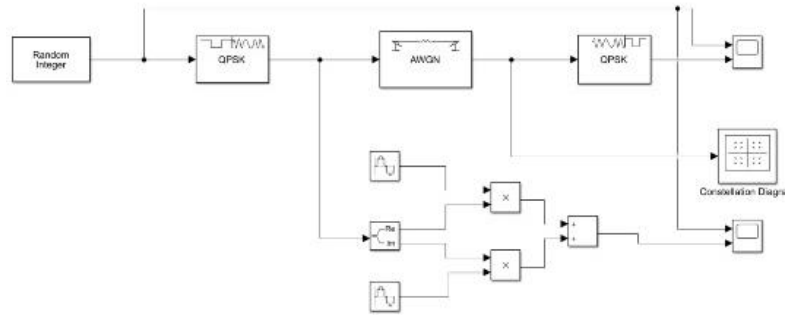 Random
Integer
QPSK
AWGN
QPSK
Constellation Diagra
Re
Im
×
×
+
+